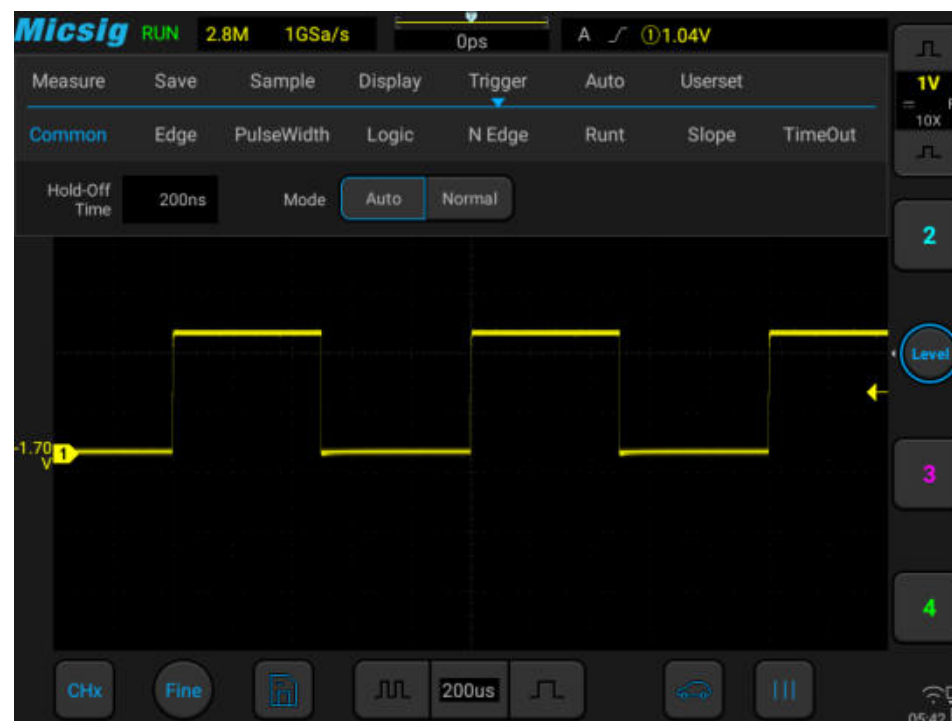 Micsig RUN 2.8M 1GSa/s 0ps A ①1.04V
Measure Save Sample Display Trigger Auto Userset
Common Edge PulseWidth Logic N Edge Runt Slope TimeOut
Hold-Off Time 200ns Mode Auto Normal
1V
10X
2
Level
-1.70 V 1
3
4
CHx Fine 200us
05:42